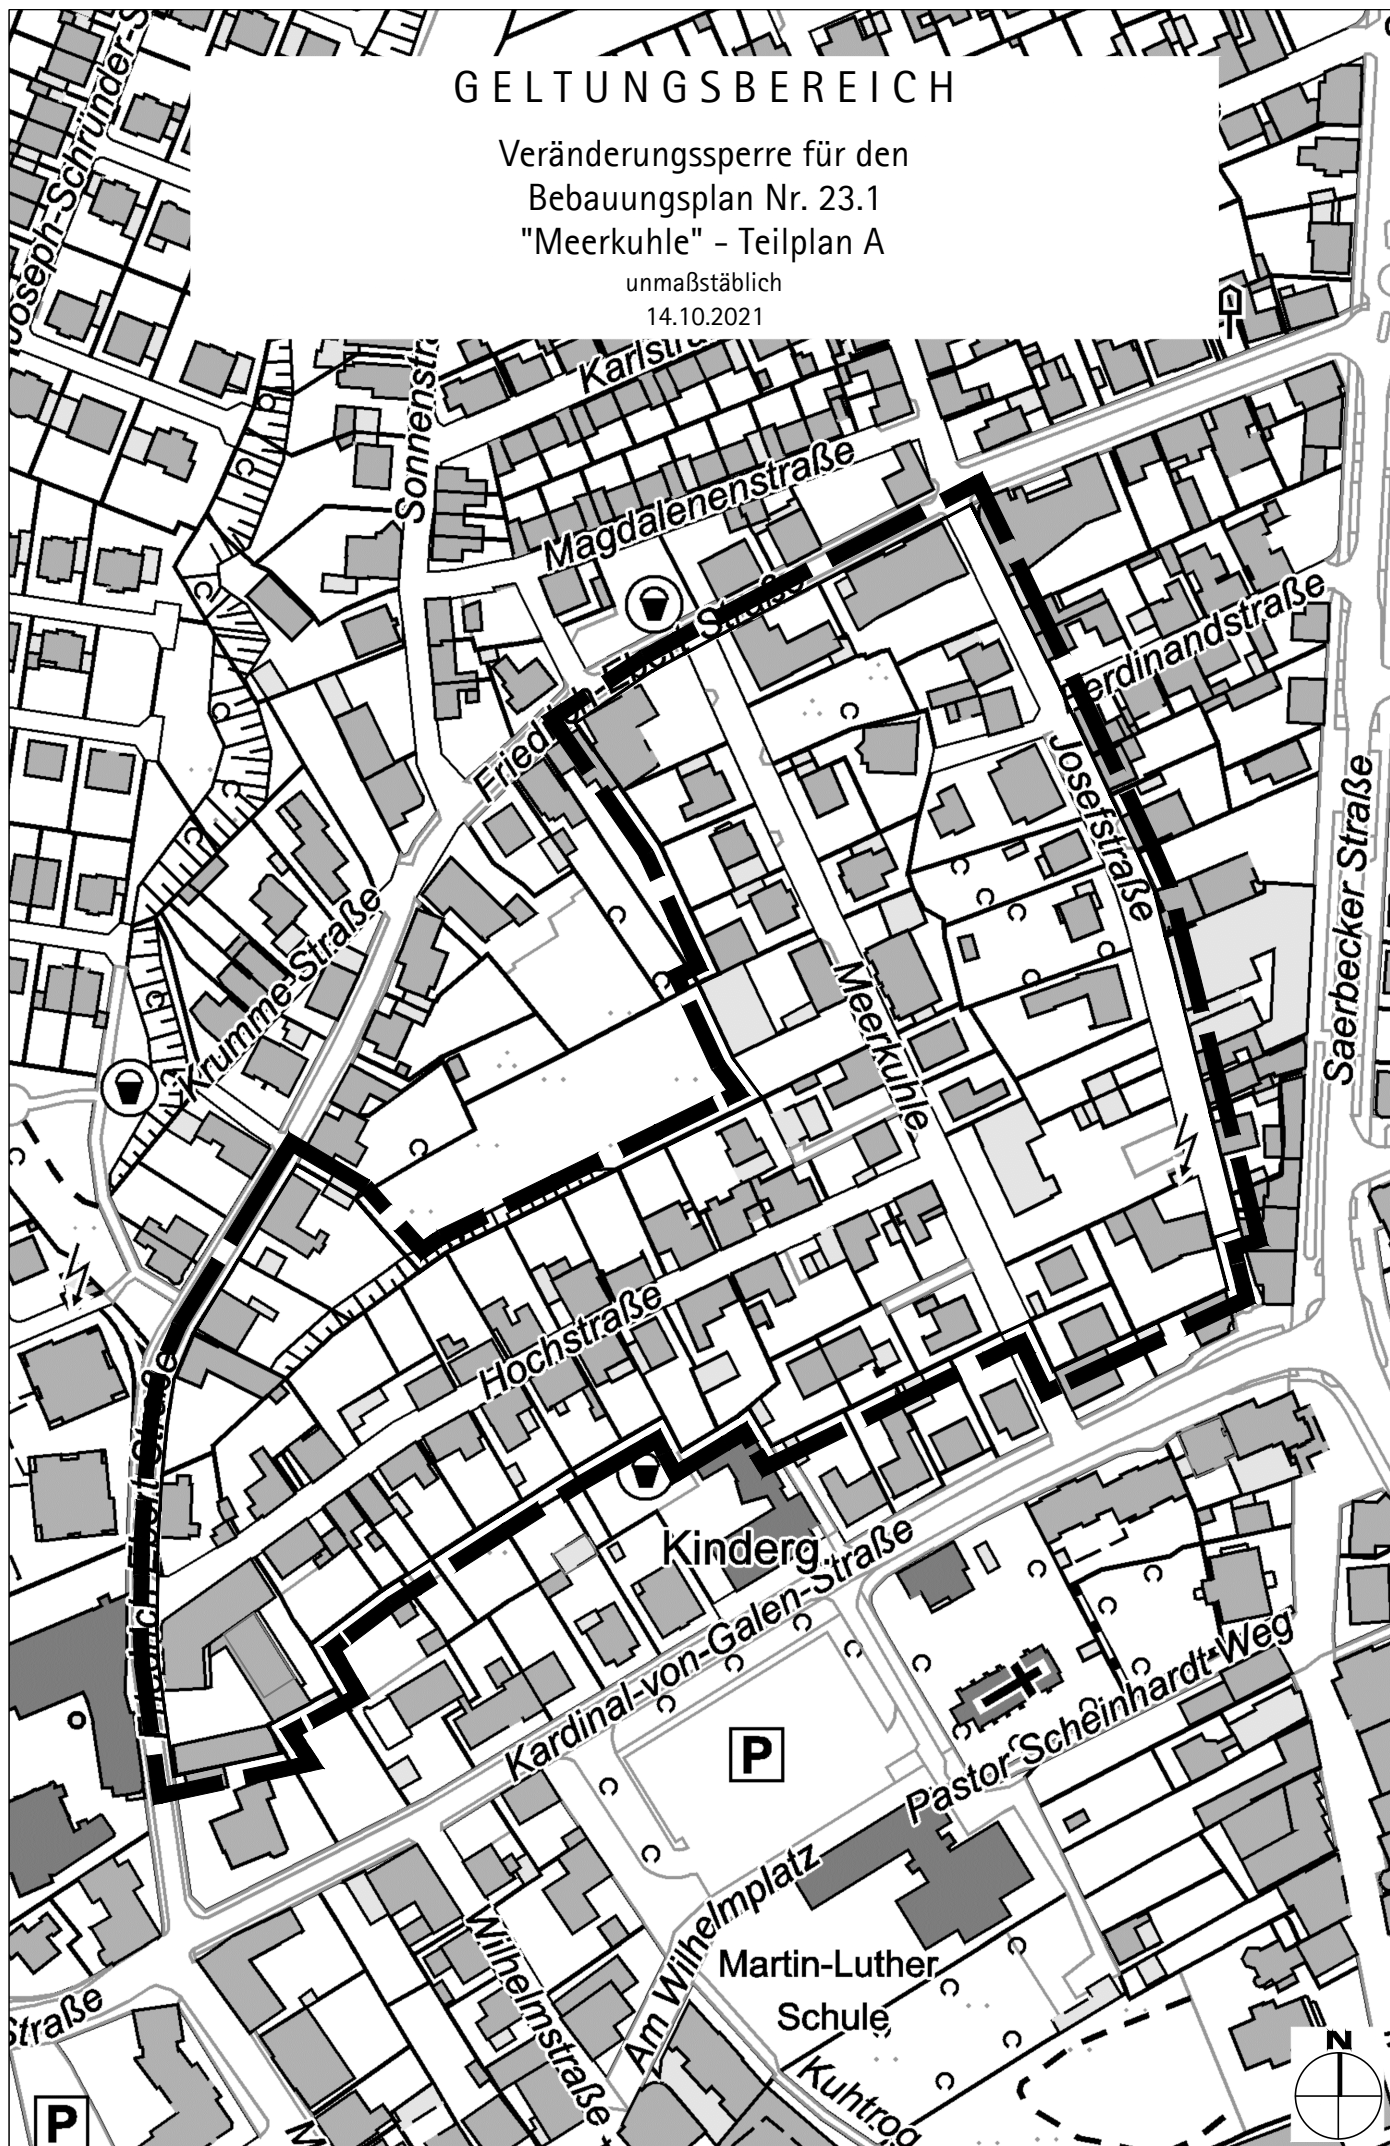 GELTUNGSBEREICH
Veränderungssperre für den
Bebauungsplan Nr. 23.1
"Meerkuhle" - Teilplan A
unmaßstäblich
14.10.2021
Karlstra
Sonnenstr
Magdalenenstraße
Ferdinandstraße
Josefstraße
Saerbecker Straße
Krumme-Straße
Meerkuhle
Hochstraße
Kinderg
Kardinal-von-Galen-Straße
Pastor-Scheinhardt-Weg
P
Am Wilhelmplatz
Martin-Luther
Schule
Wilhelmstraße
Kuhtrog
Straße
P
N